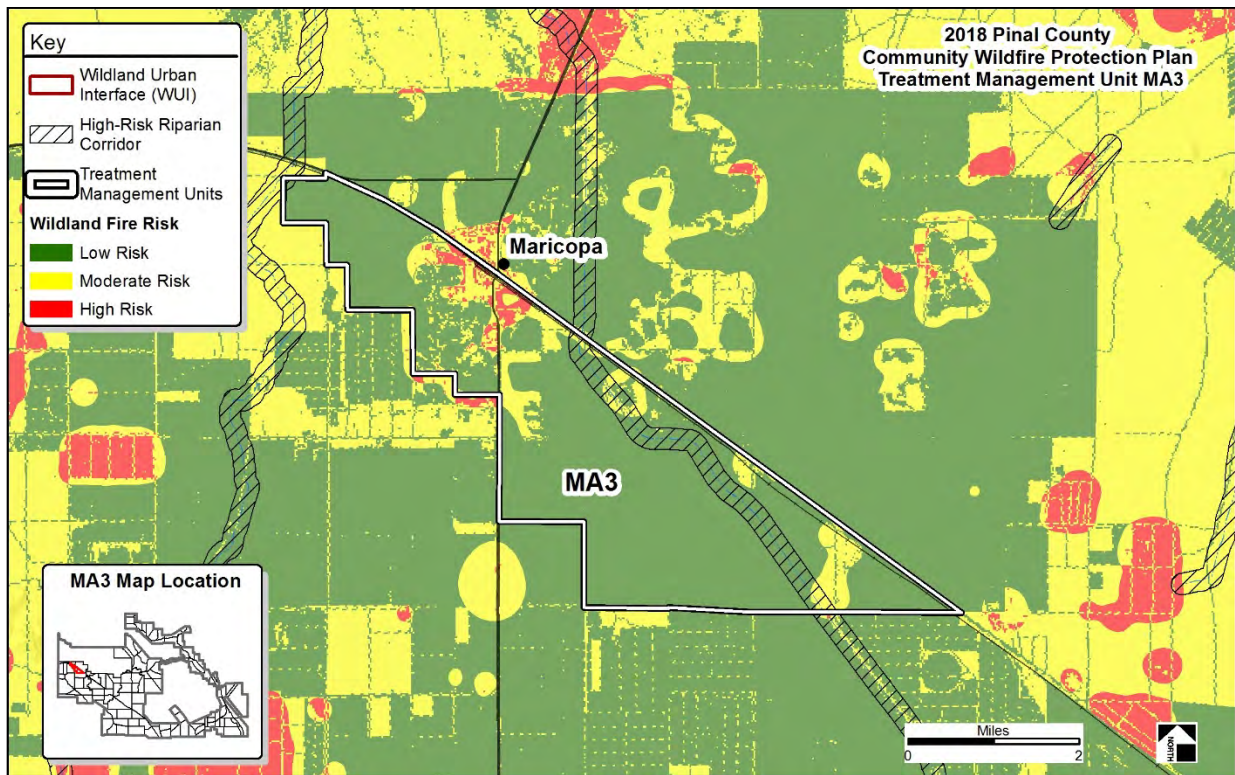 2018 Pinal County
Community Wildfire Protection Plan
Treatment Management Unit MA3
Key
Wildland Urban
Interface (WUI)
High-Risk Riparian
Corridor
Treatment
Management Units
Wildland Fire Risk
Low Risk
Moderate Risk
High Risk
Maricopa
MA3
MA3 Map Location
Miles
0
2
NORTH